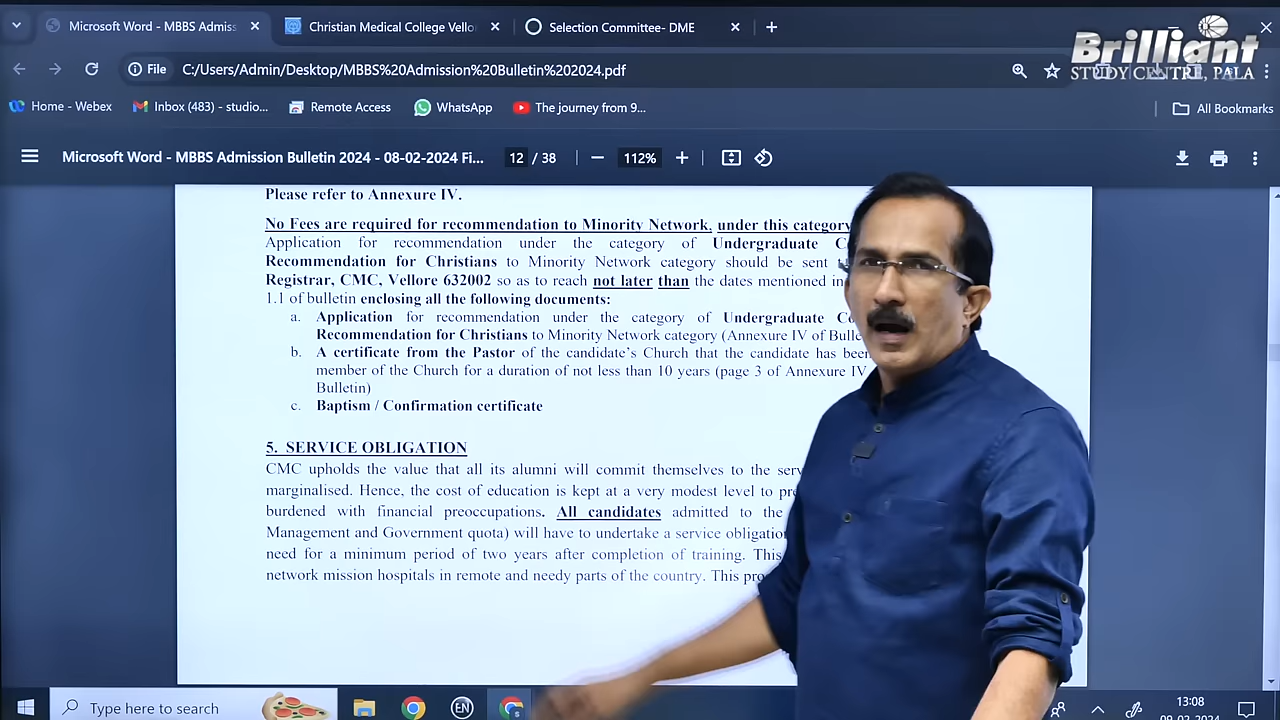 Microsoft Word - MBBS Admiss
Christian Medical College Vello
Selection Committee- DME
Brilliant
STUDY CENTRE, PALA
File
C:/Users/Admin/Desktop/MBBS%20Admission%20Bulletin%202024.pdf
Home - Webex
Inbox (483) - studio...
Remote Access
WhatsApp
The journey from 9...
All Bookmarks
Microsoft Word - MBBS Admission Bulletin 2024 - 08-02-2024 Fi...
12 / 38
112%
Please refer to Annexure IV.
No Fees are required for recommendation to Minority Network, under this category
Application for recommendation under the category of Undergraduate Co
Recommendation for Christians to Minority Network category should be sent
Registrar, CMC, Vellore 632002 so as to reach not later than the dates mentioned in
1.1 of bulletin enclosing all the following documents:
a. Application for recommendation under the category of Undergraduate Co
Recommendation for Christians to Minority Network category (Annexure IV of Bulle
b. A certificate from the Pastor of the candidate's Church that the candidate has been
member of the Church for a duration of not less than 10 years (page 3 of Annexure IV
Bulletin)
c. Baptism / Confirmation certificate
5. SERVICE OBLIGATION
CMC upholds the value that all its alumni will commit themselves to the serv
marginalised. Hence, the cost of education is kept at a very modest level to pre
burdened with financial preoccupations. All candidates admitted to the
Management and Government quota) will have to undertake a service obligation
need for a minimum period of two years after completion of training. This
network mission hospitals in remote and needy parts of the country. This pro
Type here to search
EN
13:08
09-02-2024